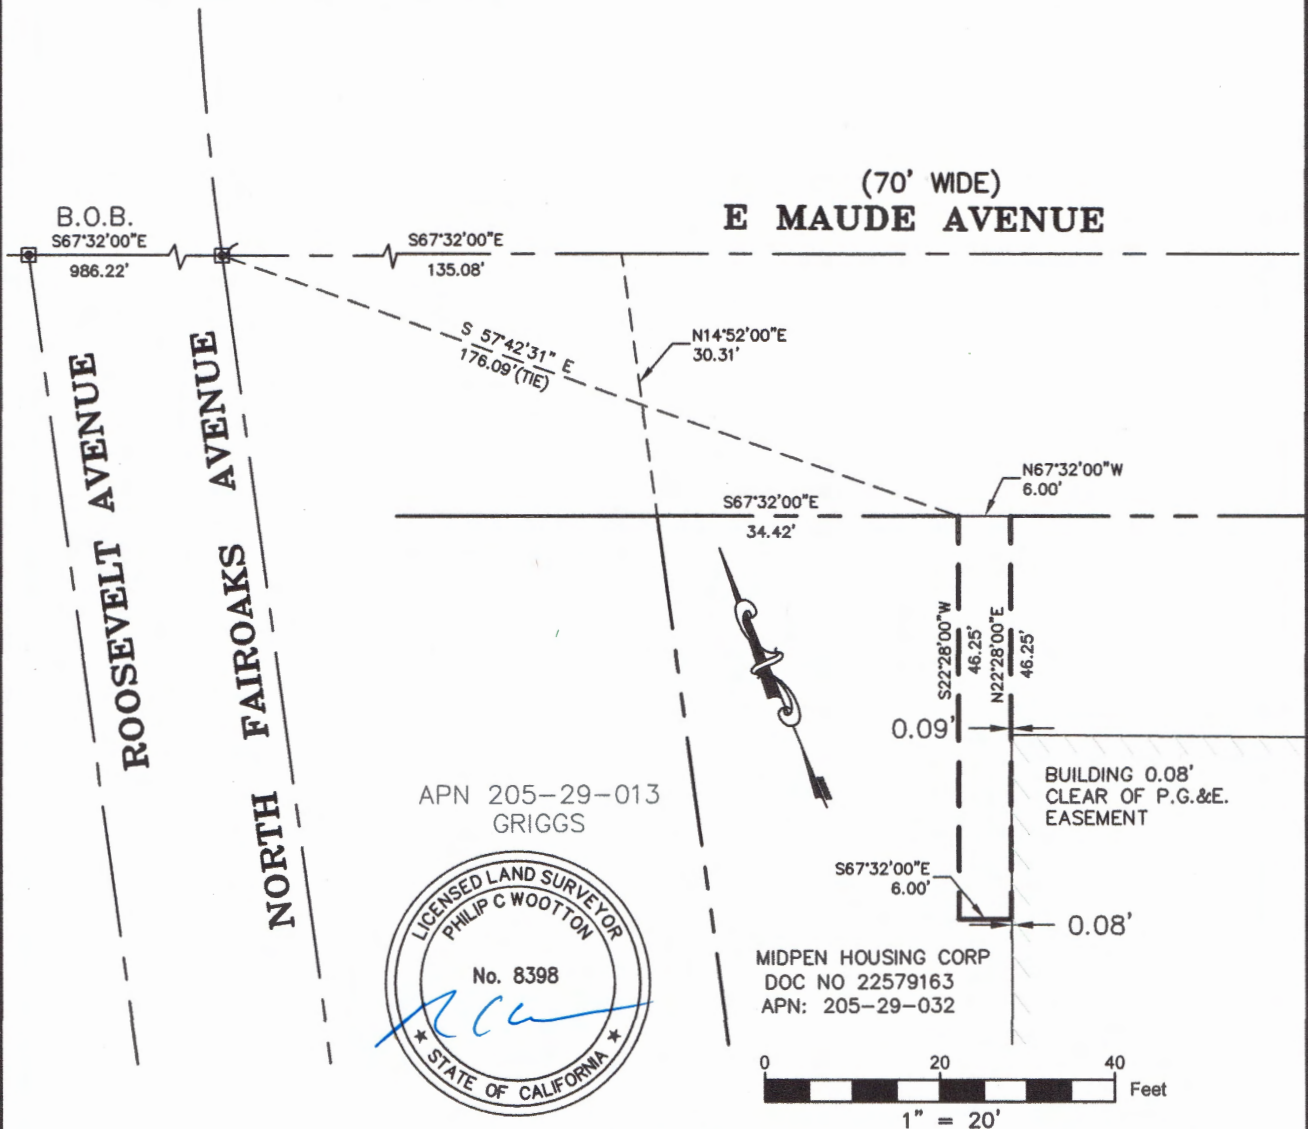 (70' WIDE)
E MAUDE AVENUE
B.O.B.
S67°32'00"E
986.22'
S67°32'00"E
135.08'
S 57°42'31" E
176.09'(TIE)
N14°52'00"E
30.31'
N67°32'00"W
6.00'
S67°32'00"E
34.42'
ROOSEVELT AVENUE
NORTH FAIROAKS AVENUE
S22°28'00"W
46.25'
N22°28'00"E
46.25'
0.09'
BUILDING 0.08'
CLEAR OF P.G.&E.
EASEMENT
APN 205-29-013
GRIGGS
S67°32'00"E
6.00'
0.08'
LICENSED LAND SURVEYOR
PHILIP C WOOTTON
No. 8398
STATE OF CALIFORNIA
MIDPEN HOUSING CORP
DOC NO 22579163
APN: 205-29-032
0 20 40
Feet
1" = 20'